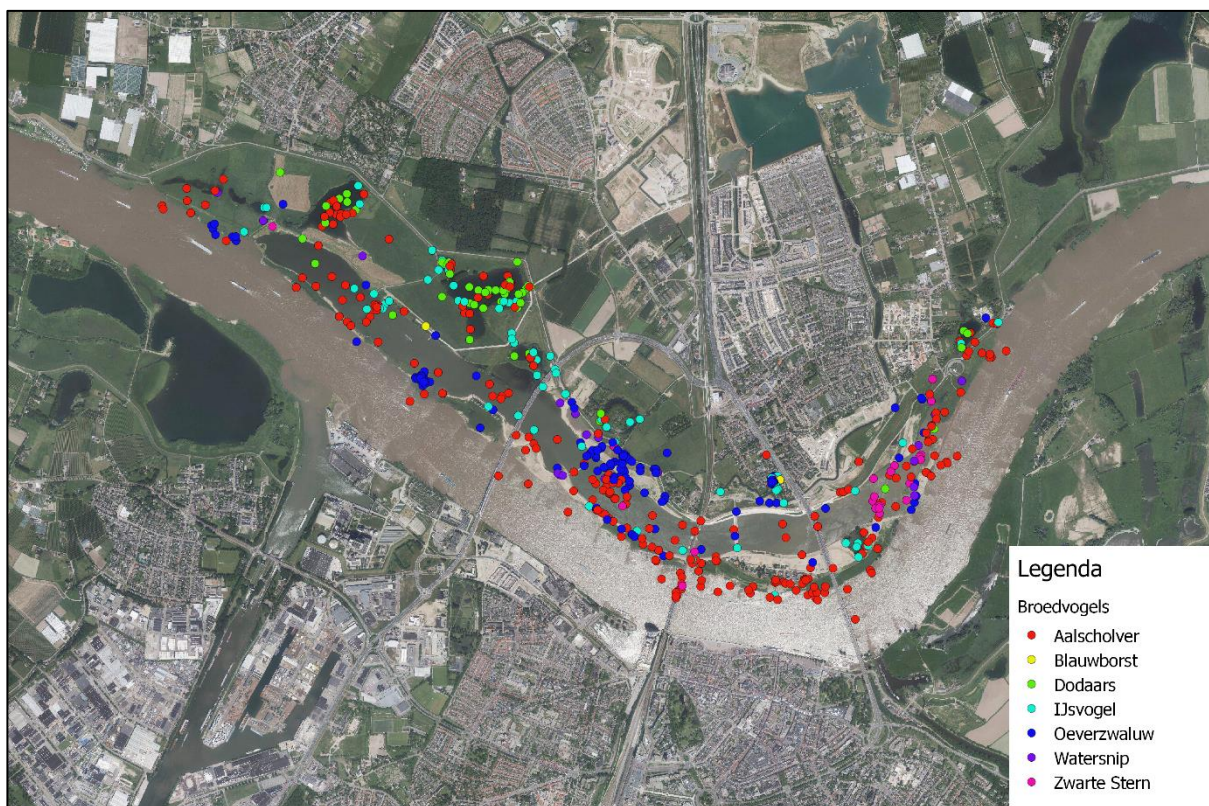 Legenda
Broedvogels
Aalscholver
Blauwborst
Dodaars
IJsvogel
Oeverzwaluw
Watersnip
Zwarte Stern